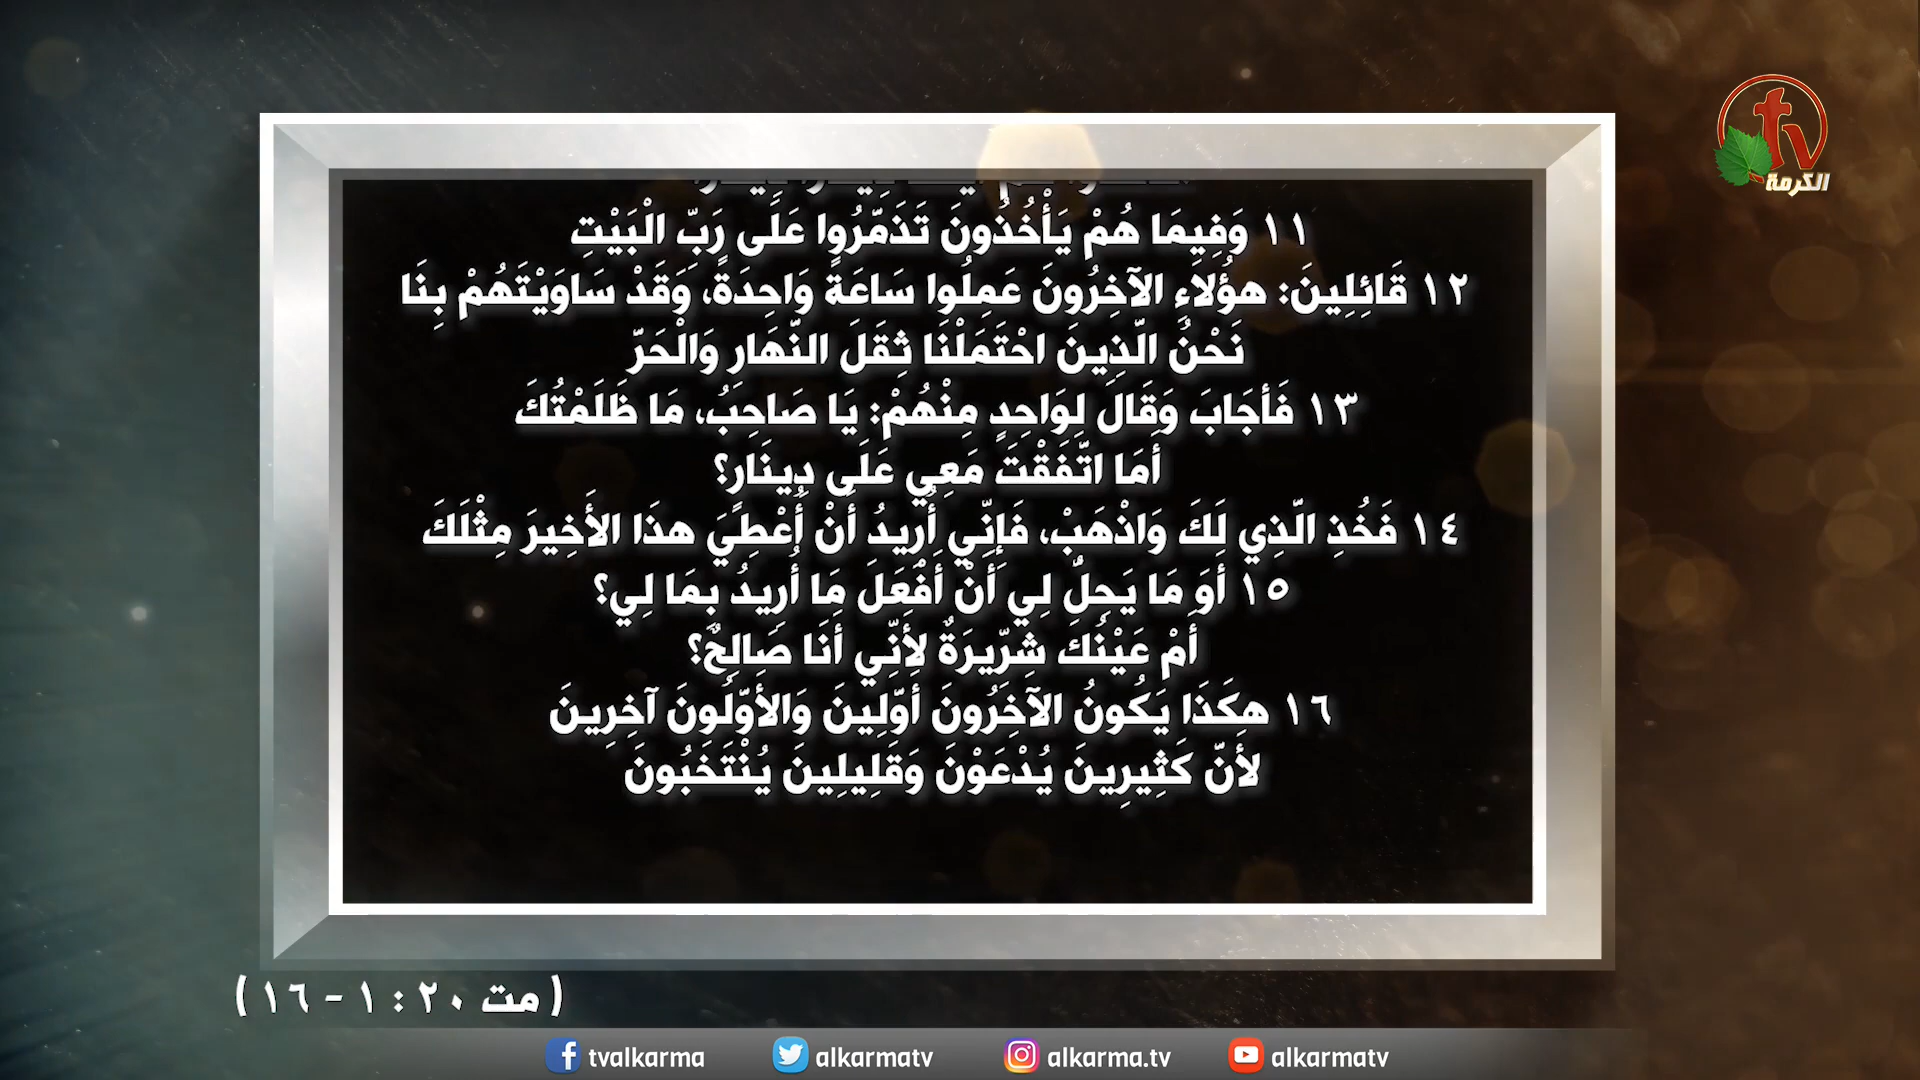 tv
الكرمة
١١ وَفِيمَا هُمْ يَأْخُذُونَ تَذَمَّرُوا عَلَى رَبِّ الْبَيْتِ
١٢ قَائِلِينَ: هؤُلاَءِ الآخِرُونَ عَمِلُوا سَاعَةً وَاحِدَةً، وَقَدْ سَاوَيْتَهُمْ بِنَا
نَحْنُ الَّذِينَ احْتَمَلْنَا ثِقَلَ النَّهَارِ وَالْحَرَّ
١٣ فَأجَابَ وَقَالَ لِوَاحِدٍ مِنْهُمْ: يَا صَاحِبُ، مَا ظَلَمْتُكَ
أَمَا اتَّفَقْتَ مَعِي عَلَى دِينَارٍ؟
١٤ فَخُذِ الَّذِي لَكَ وَاذْهَبْ، فَإِنِّي أُرِيدُ أَنْ أُعْطِيَ هذَا الأَخِيرَ مِثْلَكَ
١٥ أَوَ مَا يَحِلُّ لِي أَنْ أَفْعَلَ مَا أُرِيدُ بِمَا لِي؟
أَمْ عَيْنُكَ شِرِّيرَةٌ لأَنِّي أَنَا صَالِحٌ؟
١٦ هكَذَا يَكُونُ الآخِرُونَ أَوَّلِينَ وَالأَوَّلُونَ آخِرِينَ
لأَنَّ كَثِيرِينَ يُدْعَوْنَ وَقَلِيلِينَ يُنْتَخَبُونَ
(مت ٢٠ : ١ - ١٦)
tvalkarma alkarmatv alkarma.tv alkarmatv